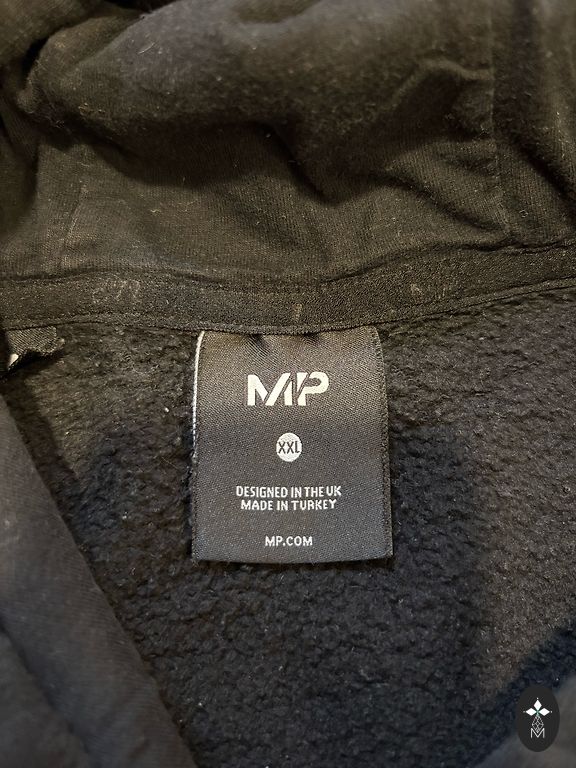 MP
XXL
DESIGNED IN THE UK
MADE IN TURKEY
MP.COM
M